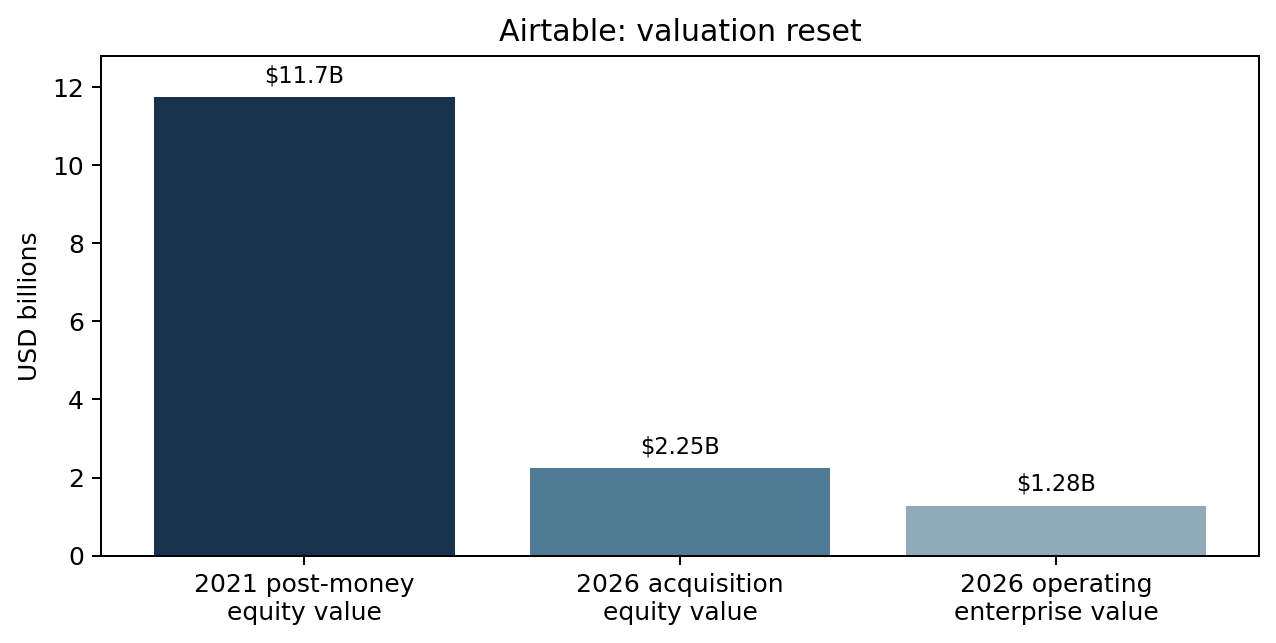 Airtable: valuation reset
USD billions
12
10
8
6
4
2
0
$11.7B
$2.25B
$1.28B
2021 post-money
equity value
2026 acquisition
equity value
2026 operating
enterprise value